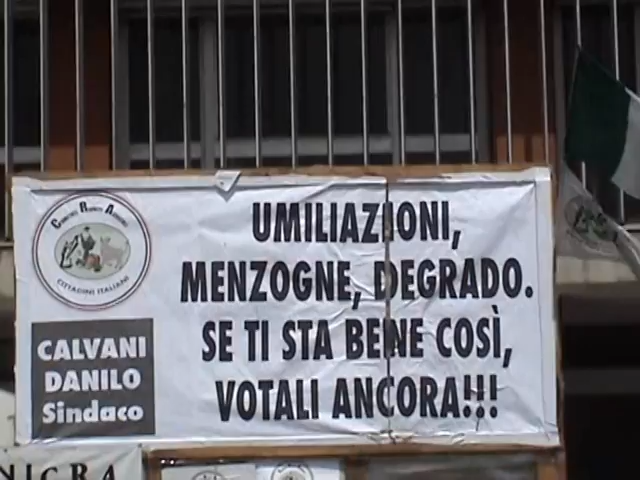 UMILIAZIONI,
MENZOGNE, DEGRADO.
SE TI STA BENE COSÌ,
VOTALI ANCORA!!!
CITTADINI ITALIANI
CALVANI
DANILO
Sindaco